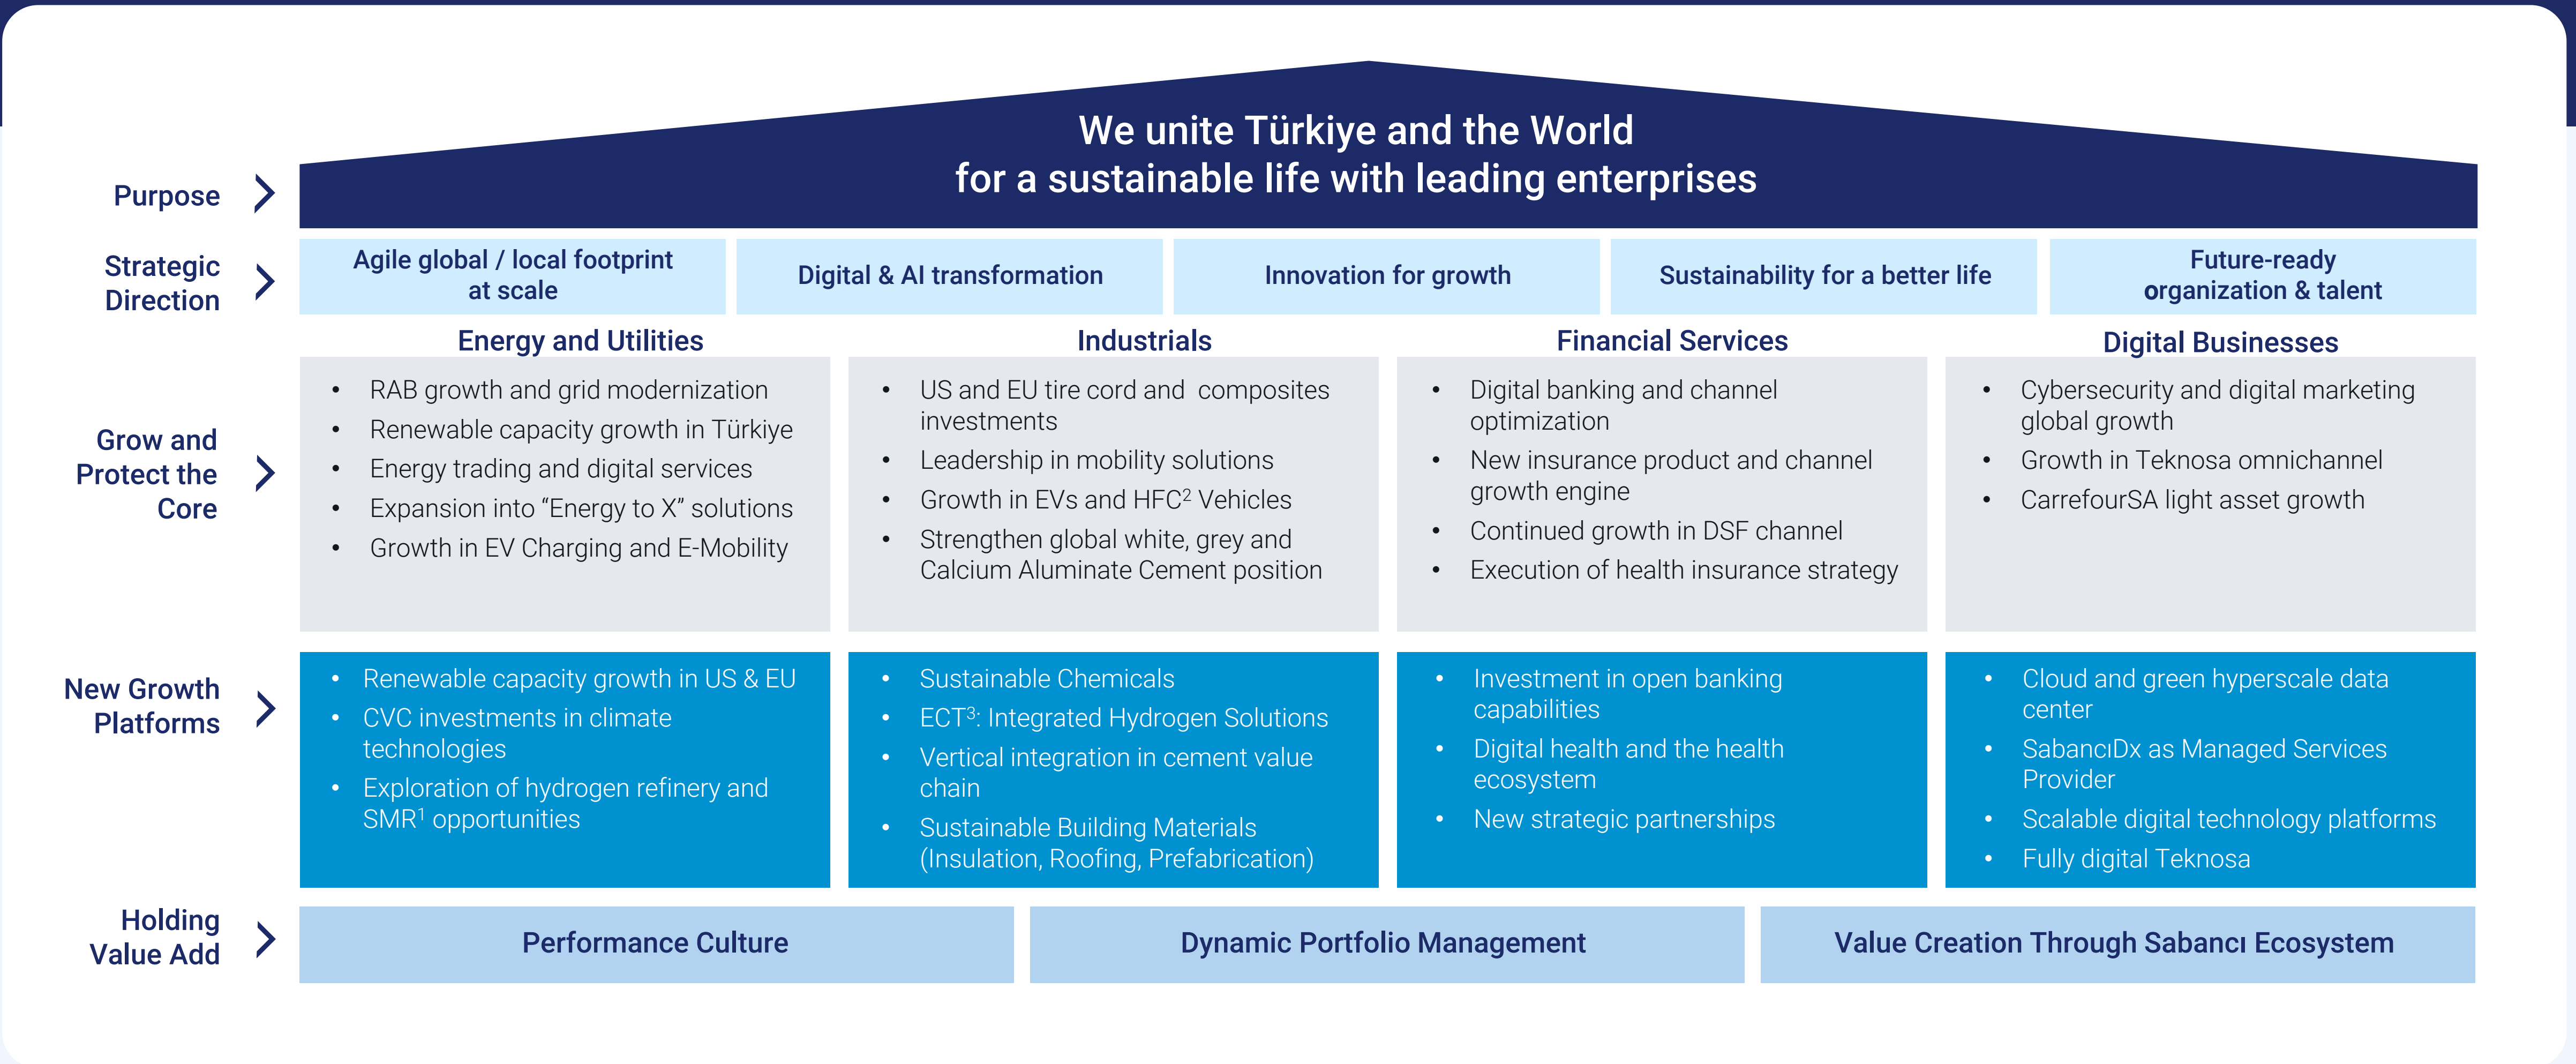 We unite Türkiye and the World
for a sustainable life with leading enterprises
Purpose
Strategic
Direction
Agile global / local footprint
at scale
Digital & AI transformation
Innovation for growth
Sustainability for a better life
Future-ready
organization & talent
Energy and Utilities
Industrials
Financial Services
Digital Businesses
Grow and
Protect the
Core
• RAB growth and grid modernization
• Renewable capacity growth in Türkiye
• Energy trading and digital services
• Expansion into “Energy to X” solutions
• Growth in EV Charging and E-Mobility
• US and EU tire cord and composites
investments
• Leadership in mobility solutions
• Growth in EVs and HFC² Vehicles
• Strengthen global white, grey and
Calcium Aluminate Cement position
• Digital banking and channel
optimization
• New insurance product and channel
growth engine
• Continued growth in DSF channel
• Execution of health insurance strategy
• Cybersecurity and digital marketing
global growth
• Growth in Teknosa omnichannel
• CarrefourSA light asset growth
New Growth
Platforms
• Renewable capacity growth in US & EU
• CVC investments in climate
technologies
• Exploration of hydrogen refinery and
SMR¹ opportunities
• Sustainable Chemicals
• ECT³: Integrated Hydrogen Solutions
• Vertical integration in cement value
chain
• Sustainable Building Materials
(Insulation, Roofing, Prefabrication)
• Investment in open banking
capabilities
• Digital health and the health
ecosystem
• New strategic partnerships
• Cloud and green hyperscale data
center
• SabancıDx as Managed Services
Provider
• Scalable digital technology platforms
• Fully digital Teknosa
Holding
Value Add
Performance Culture
Dynamic Portfolio Management
Value Creation Through Sabancı Ecosystem